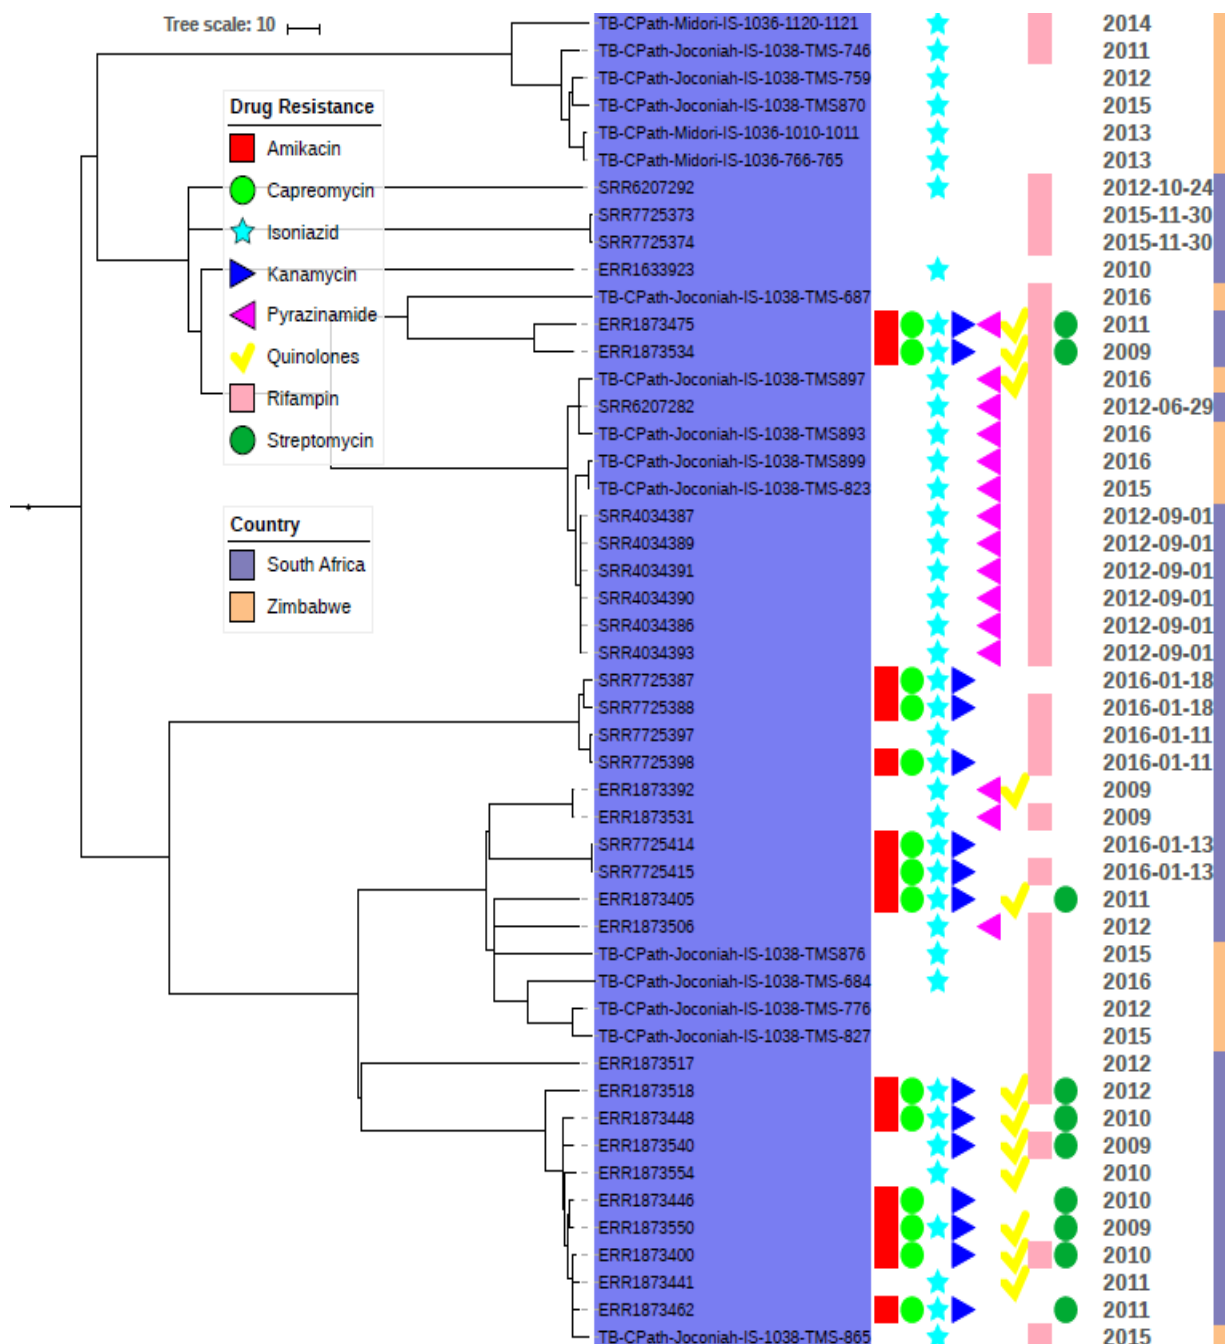 Tree scale: 10
Drug Resistance
Amikacin
Capreomycin
Isoniazid
Kanamycin
Pyrazinamide
Quinolones
Rifampin
Streptomycin
Country
South Africa
Zimbabwe
TB-CPath-Midori-IS-1036-1120-1121 2014
TB-CPath-Joconiah-IS-1038-TMS-746 2011
TB-CPath-Joconiah-IS-1038-TMS-759 2012
TB-CPath-Joconiah-IS-1038-TMS870 2015
TB-CPath-Midori-IS-1036-1010-1011 2013
TB-CPath-Midori-IS-1036-766-765 2013
SRR6207292 2012-10-24
SRR7725373 2015-11-30
SRR7725374 2015-11-30
ERR1633923 2010
TB-CPath-Joconiah-IS-1038-TMS-687 2016
ERR1873475 2011
ERR1873534 2009
TB-CPath-Joconiah-IS-1038-TMS897 2016
SRR6207282 2012-06-29
TB-CPath-Joconiah-IS-1038-TMS893 2016
TB-CPath-Joconiah-IS-1038-TMS899 2016
TB-CPath-Joconiah-IS-1038-TMS-823 2015
SRR4034387 2012-09-01
SRR4034389 2012-09-01
SRR4034391 2012-09-01
SRR4034390 2012-09-01
SRR4034386 2012-09-01
SRR4034393 2012-09-01
SRR7725387 2016-01-18
SRR7725388 2016-01-18
SRR7725397 2016-01-11
SRR7725398 2016-01-11
ERR1873392 2009
ERR1873531 2009
SRR7725414 2016-01-13
SRR7725415 2016-01-13
ERR1873405 2011
ERR1873506 2012
TB-CPath-Joconiah-IS-1038-TMS876 2015
TB-CPath-Joconiah-IS-1038-TMS-684 2016
TB-CPath-Joconiah-IS-1038-TMS-776 2012
TB-CPath-Joconiah-IS-1038-TMS-827 2015
ERR1873517 2012
ERR1873518 2012
ERR1873448 2010
ERR1873540 2009
ERR1873554 2010
ERR1873446 2010
ERR1873550 2009
ERR1873400 2010
ERR1873441 2011
ERR1873462 2011
TB-CPath-Joconiah-IS-1038-TMS-865 2015